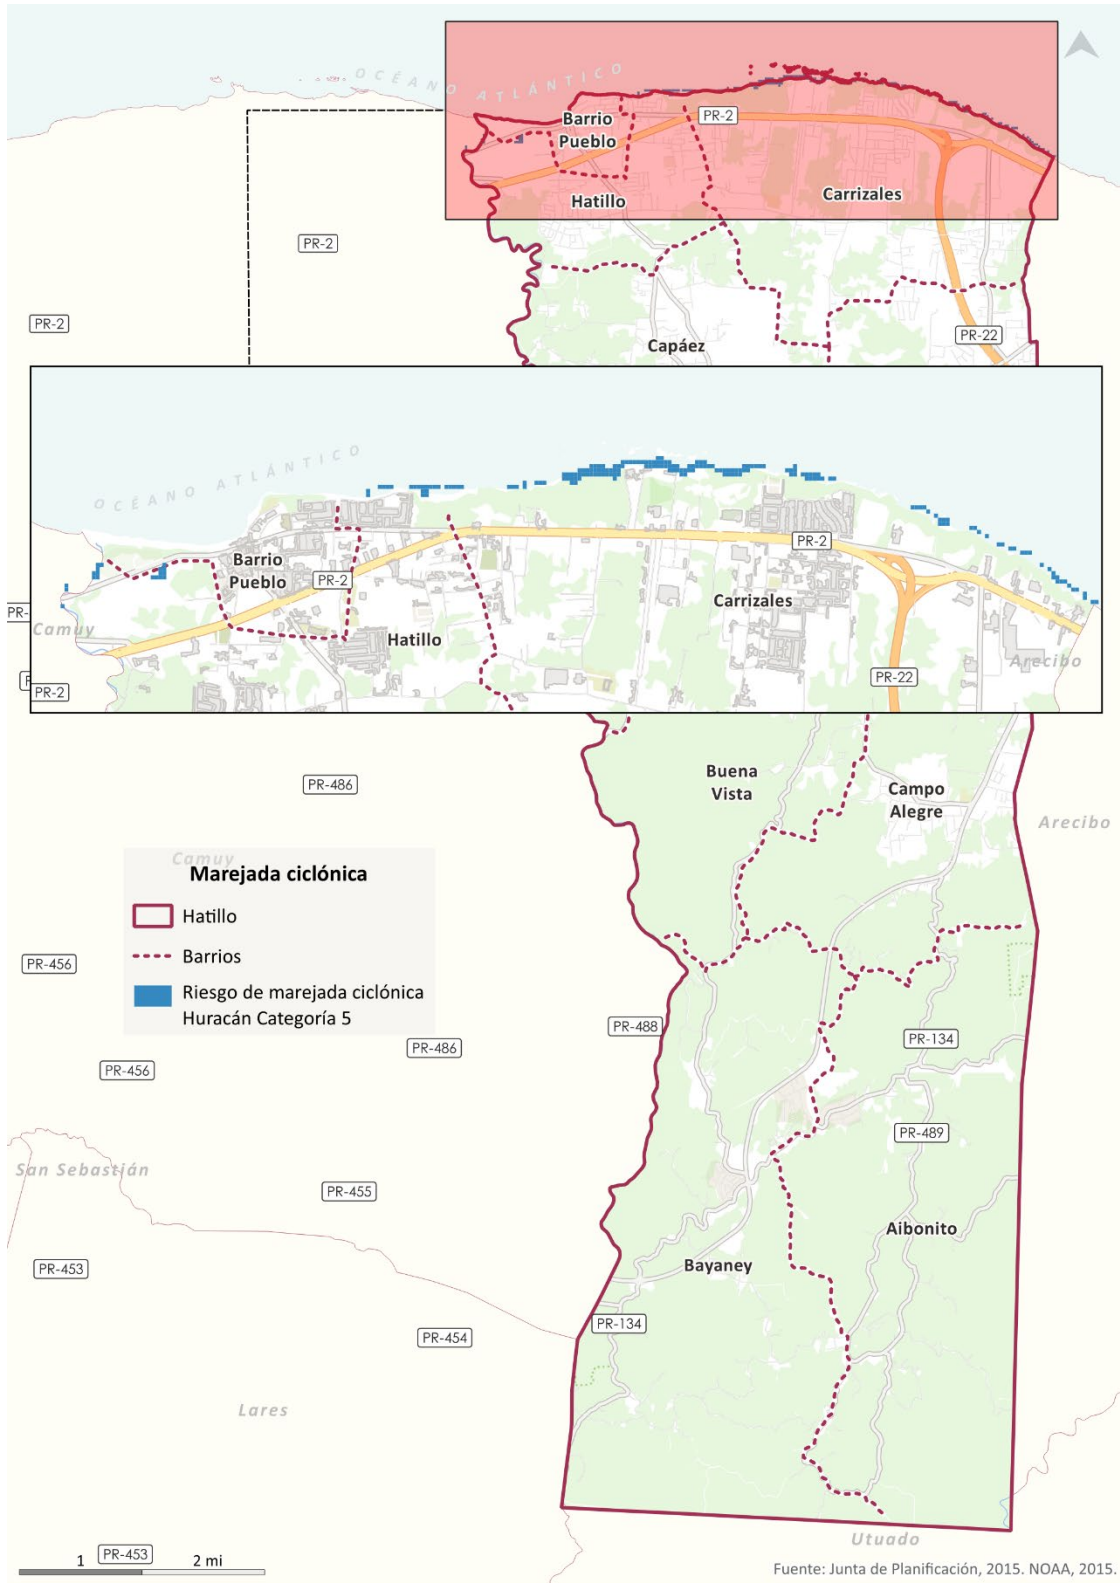 OCÉANO ATLÁNTICO
Barrio
Pueblo
PR-2
Hatillo
Carrizales
PR-2
PR-2
PR-22
Capáez
OCÉANO ATLÁNTICO
Barrio
Pueblo
PR-2
PR-2
Carrizales
Hatillo
Camuy
Arecibo
PR-22
PR-2
Buena
Vista
Campo
Alegre
PR-486
Arecibo
Camuy
Marejada ciclónica
Hatillo
Barrios
Riesgo de marejada ciclónica
Huracán Categoría 5
PR-456
PR-488
PR-486
PR-134
PR-456
PR-489
San Sebastián
PR-455
Aibonito
Bayaney
PR-453
PR-134
PR-454
Lares
Utuado
1 2 mi
PR-453
Fuente: Junta de Planificación, 2015. NOAA, 2015.